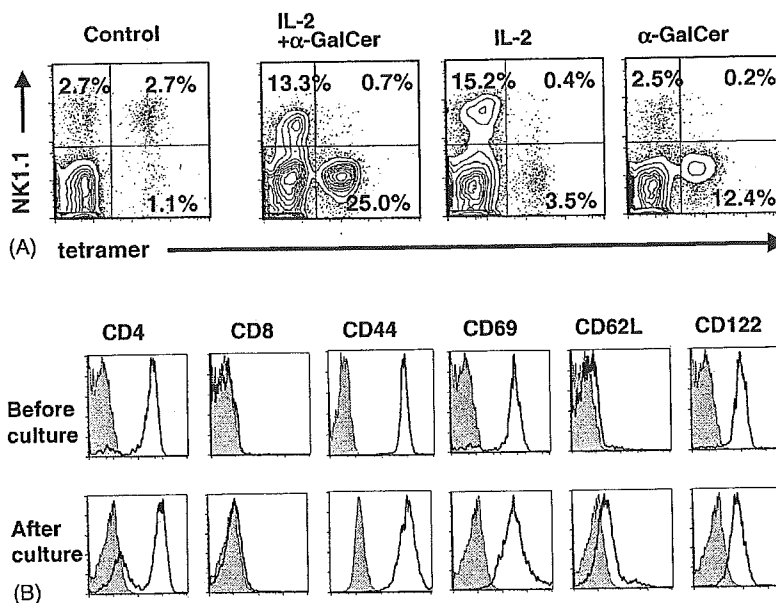 Control
IL-2
+α-GalCer
IL-2
α-GalCer
2.7% 2.7%
13.3% 0.7%
15.2% 0.4%
2.5% 0.2%
NK1.1
1.1%
25.0%
3.5%
12.4%
(A) tetramer
CD4 CD8 CD44 CD69 CD62L CD122
Before
culture
After
culture
(B)